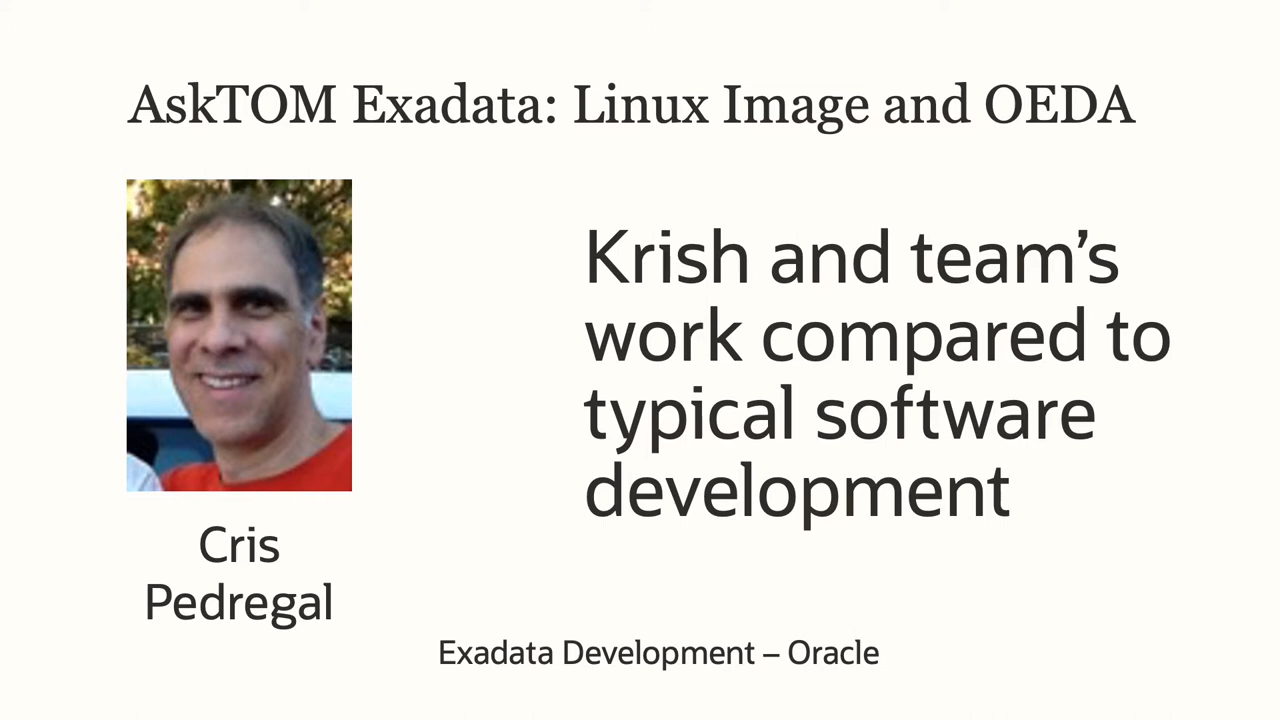 AskTOM Exadata: Linux Image and OEDA
Krish and team’s
work compared to
typical software
development
Cris
Pedregal
Exadata Development – Oracle